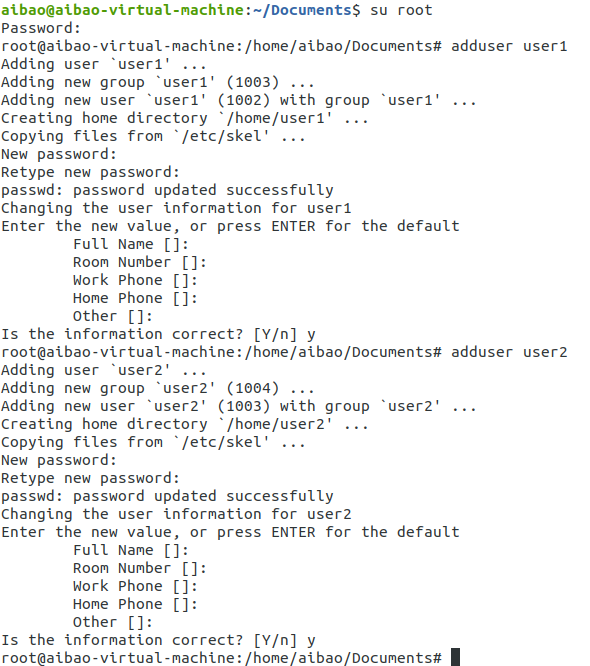 aibao@aibao-virtual-machine:~/Documents$ su root
Password:
root@aibao-virtual-machine:/home/aibao/Documents# adduser user1
Adding user `user1' ...
Adding new group `user1' (1003) ...
Adding new user `user1' (1002) with group `user1' ...
Creating home directory `/home/user1' ...
Copying files from `/etc/skel' ...
New password:
Retype new password:
passwd: password updated successfully
Changing the user information for user1
Enter the new value, or press ENTER for the default
        Full Name []:
        Room Number []:
        Work Phone []:
        Home Phone []:
        Other []:
Is the information correct? [Y/n] y
root@aibao-virtual-machine:/home/aibao/Documents# adduser user2
Adding user `user2' ...
Adding new group `user2' (1004) ...
Adding new user `user2' (1003) with group `user2' ...
Creating home directory `/home/user2' ...
Copying files from `/etc/skel' ...
New password:
Retype new password:
passwd: password updated successfully
Changing the user information for user2
Enter the new value, or press ENTER for the default
        Full Name []:
        Room Number []:
        Work Phone []:
        Home Phone []:
        Other []:
Is the information correct? [Y/n] y
root@aibao-virtual-machine:/home/aibao/Documents#